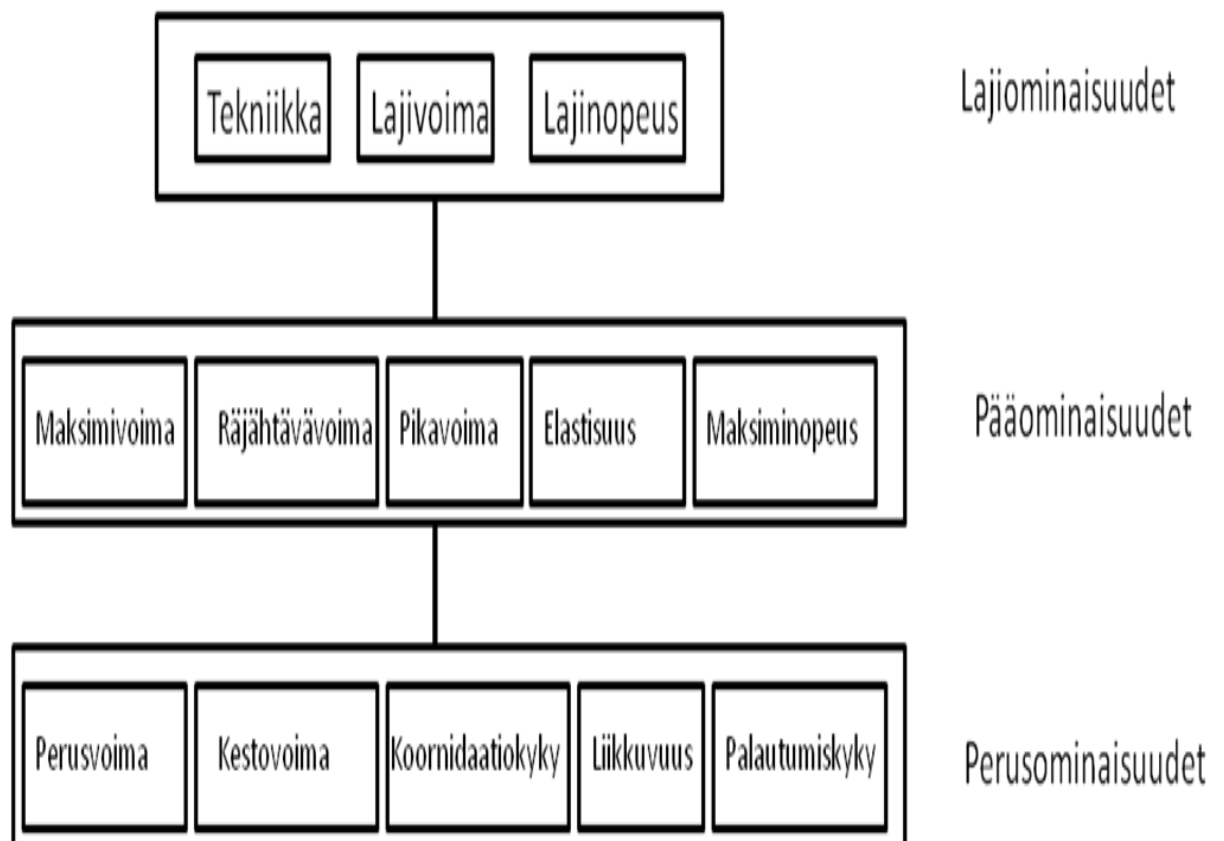 Tekniikka Lajivoima Lajinopeus Lajiominaisuudet
Maksimivoima Räjähtävävoima Pikavoima Elastisuus Maksiminopeus Pääominaisuudet
Perusvoima Kestovoima Koornidaatiokyky Liikkuvuus Palautumiskyky Perusominaisuudet